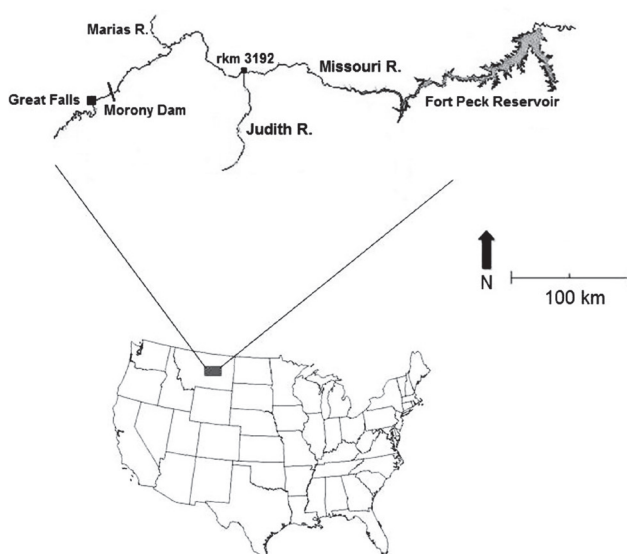 Marias R.
rkm 3192
Missouri R.
Great Falls
Morony Dam
Fort Peck Reservoir
Judith R.
N
100 km